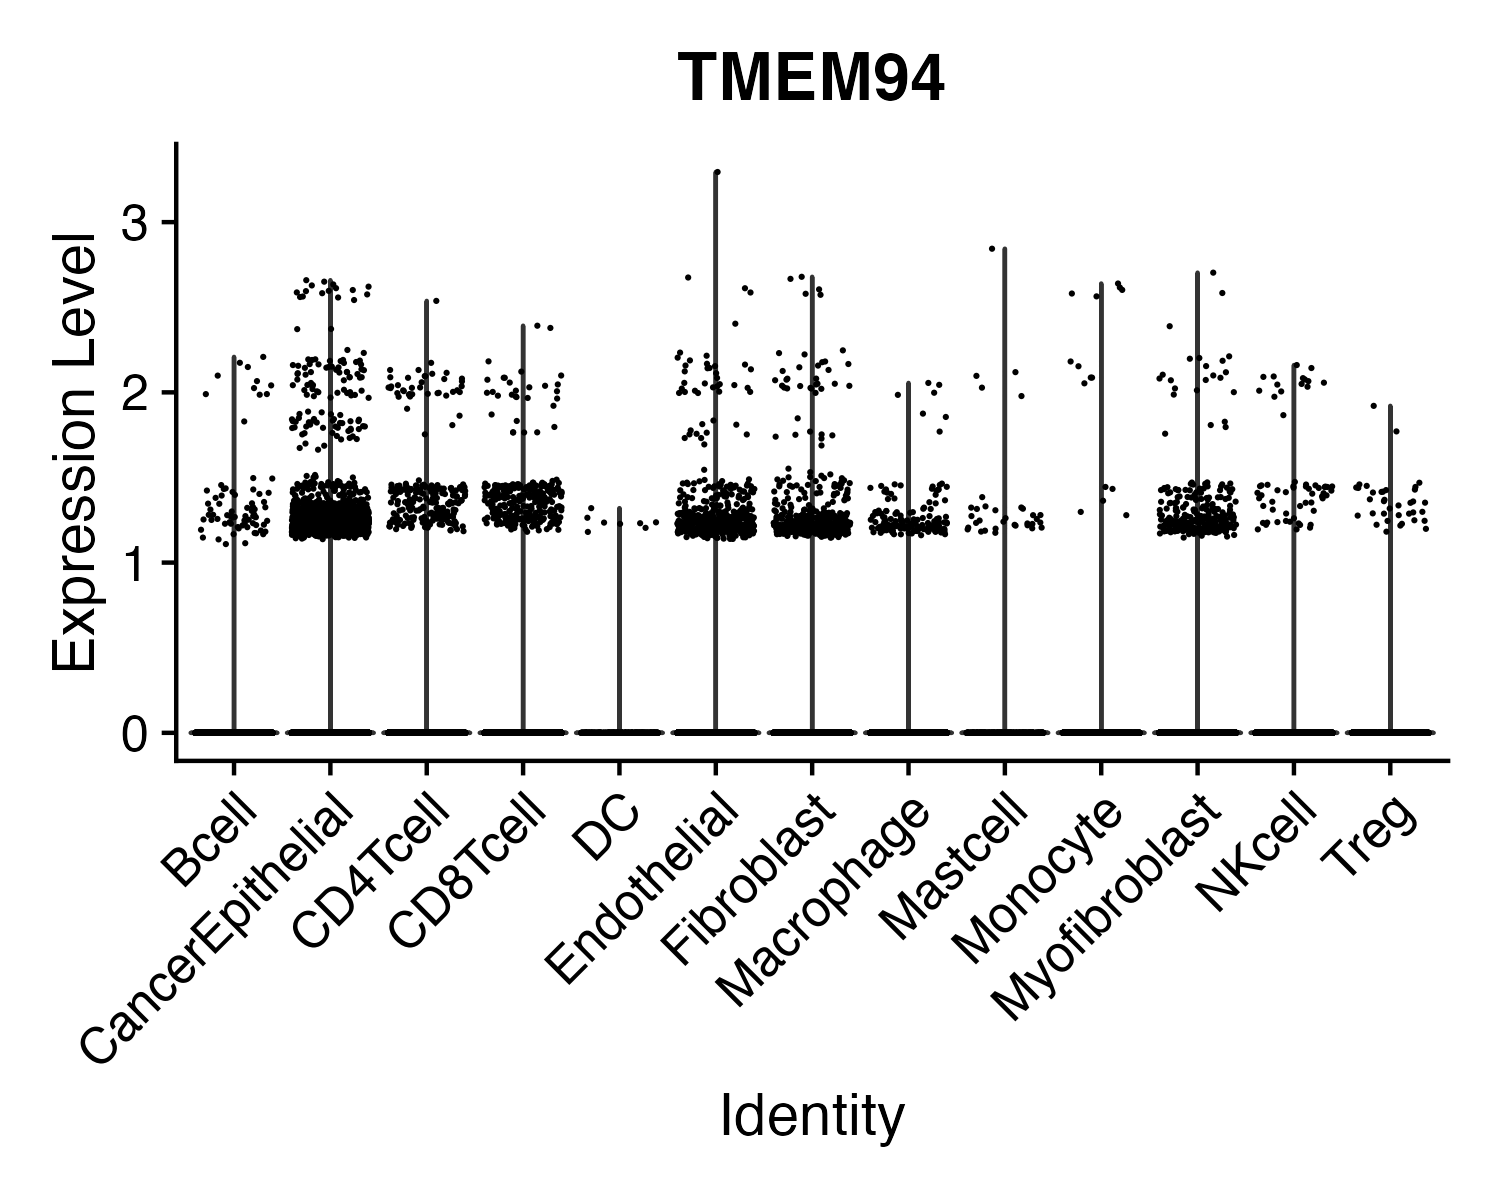 TMEM94
Expression Level
3
2
1
0
Bcell
CancerEpithelial
CD4Tcell
CD8Tcell
DC
Endothelial
Fibroblast
Macrophage
Mastcell
Monocyte
Myofibroblast
NKcell
Treg
Identity